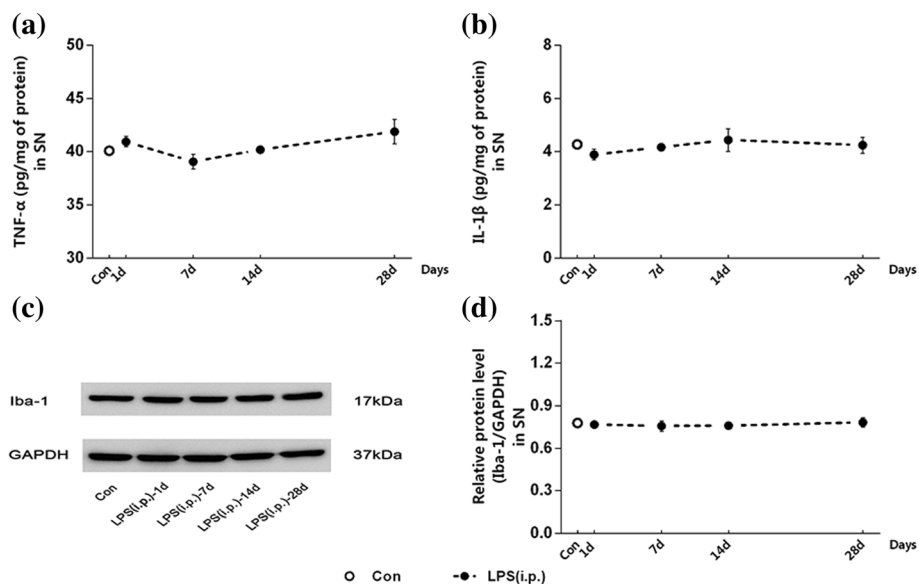 (a)
TNF-α (pg/mg of protein)
in SN
50
45
40
35
30
Con
1d
7d
14d
28d
Days
(b)
IL-1β (pg/mg of protein)
in SN
8
6
4
2
0
Con
1d
7d
14d
28d
Days
(c)
Iba-1
17kDa
GAPDH
37kDa
Con
LPS(i.p.)-1d
LPS(i.p.)-7d
LPS(i.p.)-14d
LPS(i.p.)-28d
(d)
Relative protein level
(Iba-1/GAPDH)
in SN
1.5
1.2
0.9
0.6
0.3
0.0
Con
1d
7d
14d
28d
Days
Con
LPS(i.p.)